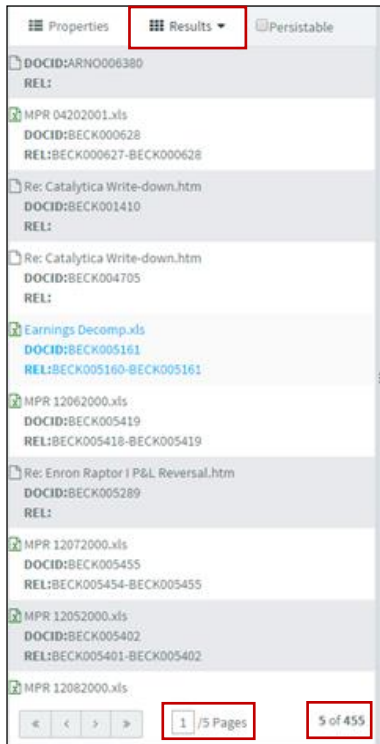 Properties Results Persistable
DOCID:ARNO006380
REL:
MPR 04202001.xls
DOCID:BECK000628
REL:BECK000627-BECK000628
Re: Catalytica Write-down.htm
DOCID:BECK001410
REL:
Re: Catalytica Write-down.htm
DOCID:BECK004705
REL:
Earnings Decomp.xls
DOCID:BECK005161
REL:BECK005160-BECK005161
MPR 12062000.xls
DOCID:BECK005419
REL:BECK005418-BECK005419
Re: Enron Raptor I P&L Reversal.htm
DOCID:BECK005289
REL:
MPR 12072000.xls
DOCID:BECK005455
REL:BECK005454-BECK005455
MPR 12052000.xls
DOCID:BECK005402
REL:BECK005401-BECK005402
MPR 12082000.xls
« ‹ › » 1 /5 Pages 5 of 455